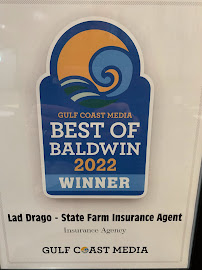 GULF COAST MEDIA
BEST OF
BALDWIN
2022
WINNER
Lad Drago - State Farm Insurance Agent
Insurance Agency
GULF COAST MEDIA